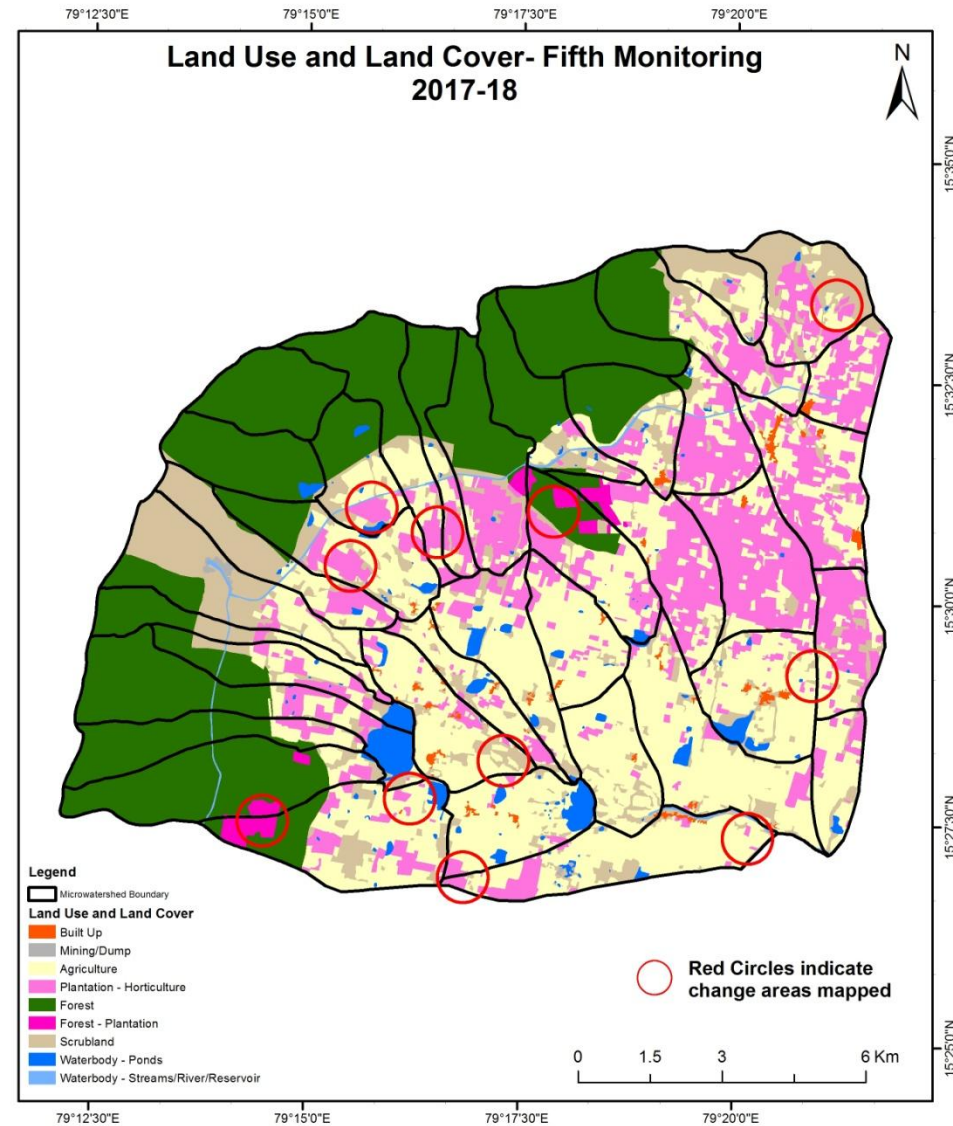 79°12'30"E 79°15'0"E 79°17'30"E 79°20'0"E
Land Use and Land Cover- Fifth Monitoring
2017-18
N
15°35'0"N
15°32'30"N
15°30'0"N
15°27'30"N
15°25'0"N
Legend
Microwatershed Boundary
Land Use and Land Cover
Built Up
Mining/Dump
Agriculture
Plantation - Horticulture
Forest
Forest - Plantation
Scrubland
Waterbody - Ponds
Waterbody - Streams/River/Reservoir
Red Circles indicate
change areas mapped
0 1.5 3 6 Km
79°12'30"E 79°15'0"E 79°17'30"E 79°20'0"E